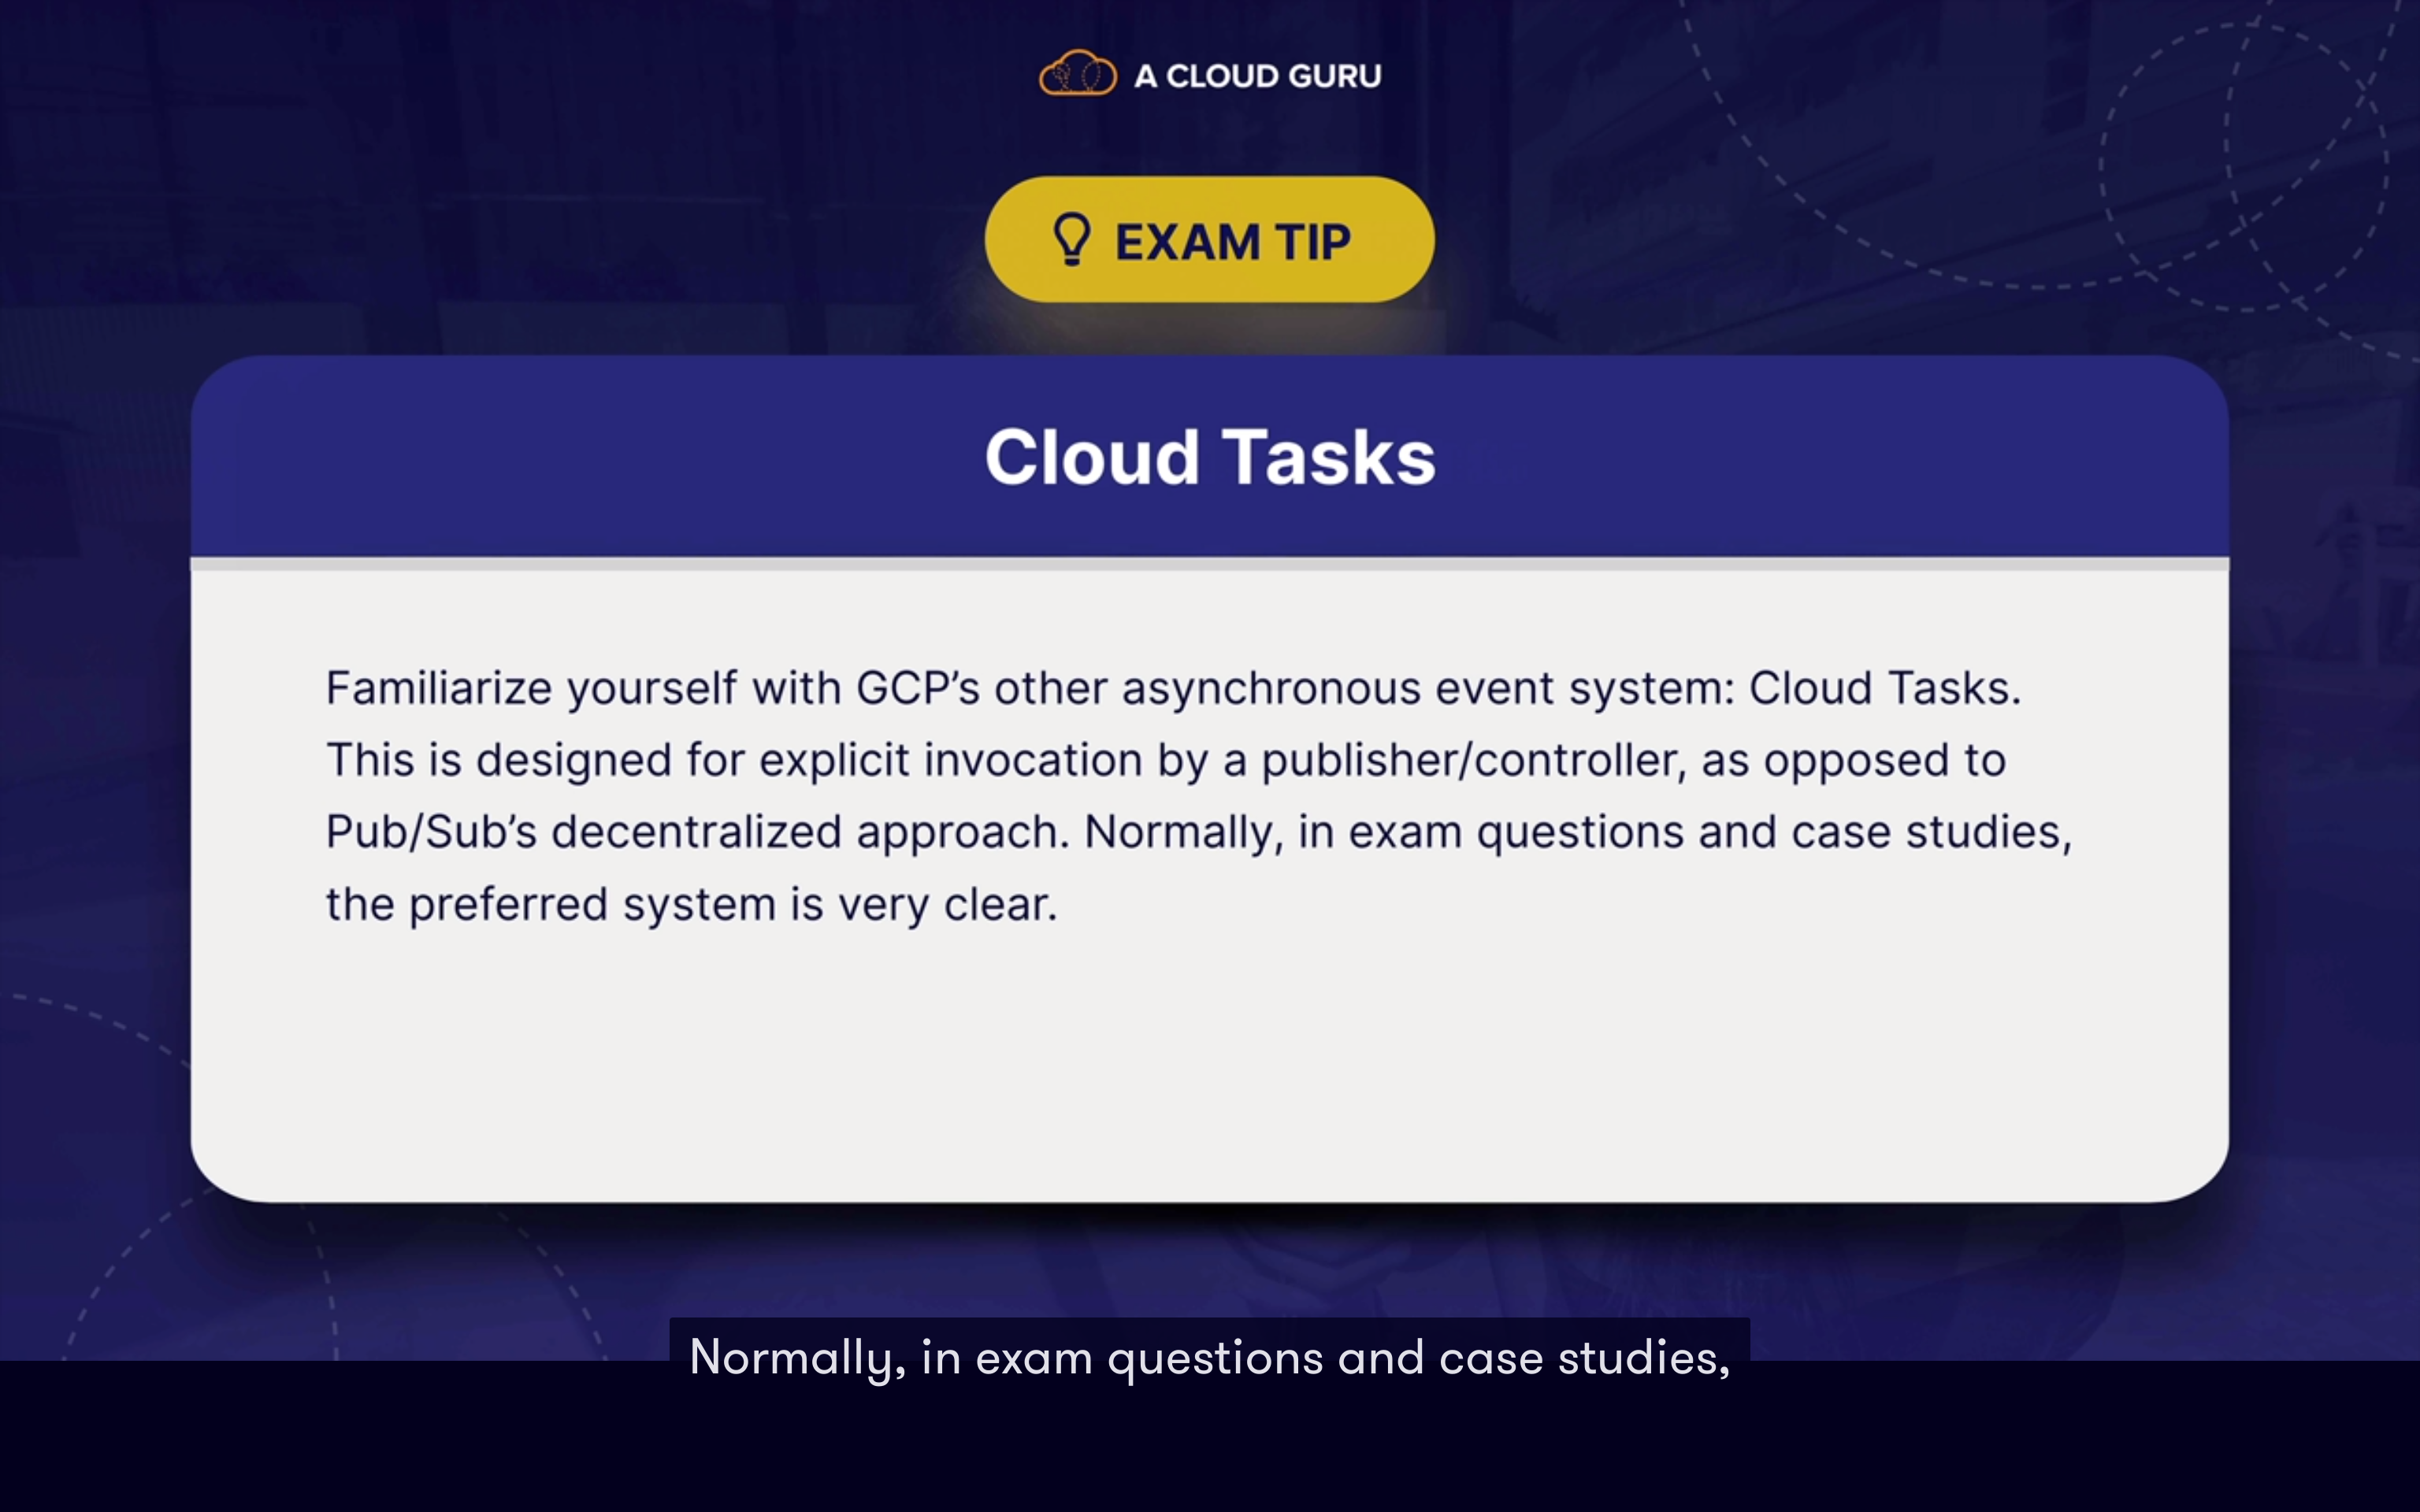 A CLOUD GURU
EXAM TIP
Cloud Tasks
Familiarize yourself with GCP’s other asynchronous event system: Cloud Tasks.
This is designed for explicit invocation by a publisher/controller, as opposed to
Pub/Sub’s decentralized approach. Normally, in exam questions and case studies,
the preferred system is very clear.
Normally, in exam questions and case studies,